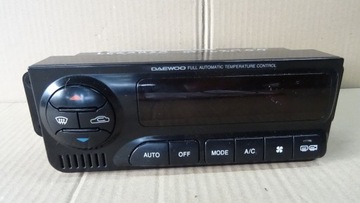 DAEWOO FULL AUTOMATIC TEMPERATURE CONTROL
AUTO OFF MODE A/C